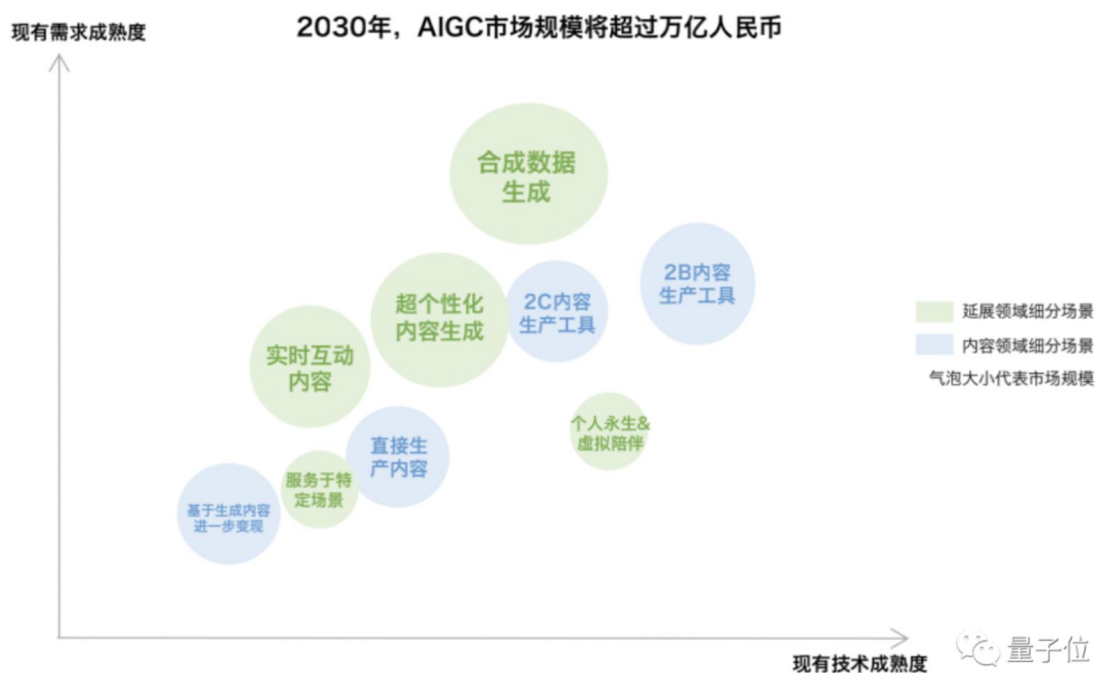 2030年，AIGC市场规模将超过万亿人民币
现有需求成熟度
合成数据
生成
2B内容
生产工具
超个性化
内容生成
2C内容
生产工具
实时互动
内容
延展领域细分场景
内容领域细分场景
气泡大小代表市场规模
个人永生&
虚拟陪伴
直接生
产内容
服务于特
定场景
基于生成内容
进一步变现
现有技术成熟度
量子位